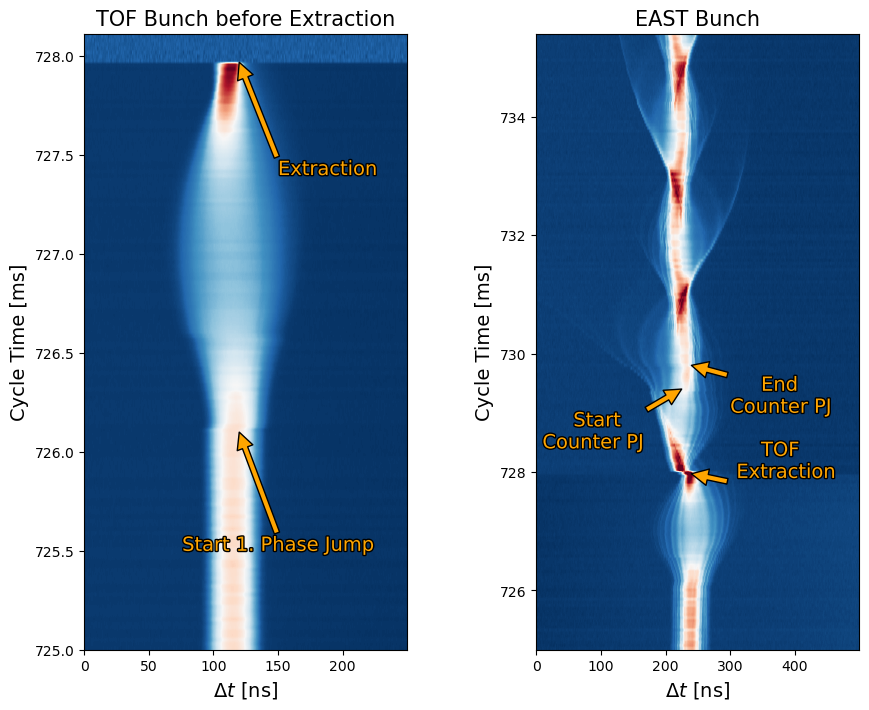 TOF Bunch before Extraction
728.0
727.5
727.0
726.5
726.0
725.5
725.0
Cycle Time [ms]
Extraction
Start 1. Phase Jump
0 50 100 150 200
Δt [ns]
EAST Bunch
734
732
730
728
726
Cycle Time [ms]
End
Counter PJ
Start
Counter PJ
TOF
Extraction
0 100 200 300 400
Δt [ns]